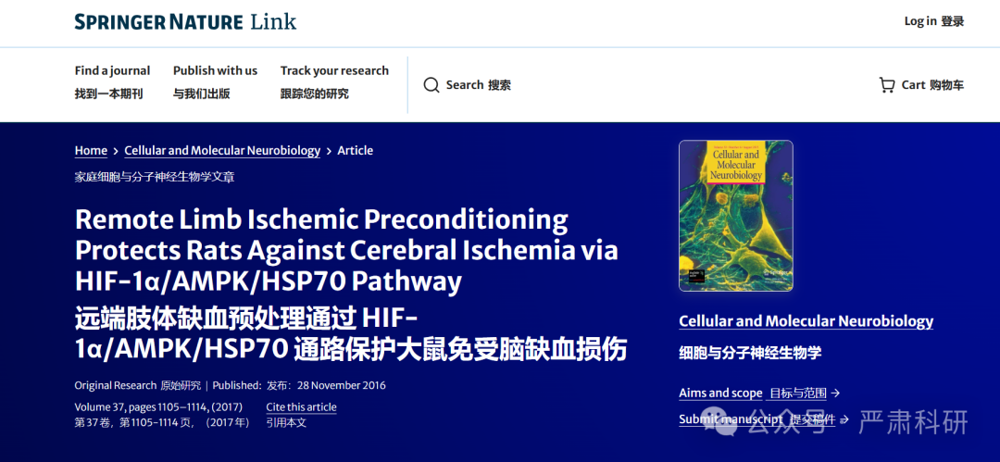 SPRINGER NATURE Link
Log in 登录
Find a journal
Publish with us
Track your research
找到一本期刊
与我们出版
跟踪您的研究
Search 搜索
Cart 购物车
Home > Cellular and Molecular Neurobiology > Article
家庭细胞与分子神经生物学文章
Remote Limb Ischemic Preconditioning
Protects Rats Against Cerebral Ischemia via
HIF-1α/AMPK/HSP70 Pathway
远端肢体缺血预处理通过 HIF-
1α/AMPK/HSP70 通路保护大鼠免受脑缺血损伤
Original Research 原始研究 | Published: 发布: 28 November 2016
Volume 37, pages 1105–1114, (2017)
Cite this article
第 37 卷，第 1105-1114 页，（2017 年）
引用本文
Cellular and
Molecular
Neurobiology
Cellular and Molecular Neurobiology
细胞与分子神经生物学
Aims and scope 目标与范围 →
Submit manuscript 提交稿件 →
公众号 · 严肃科研